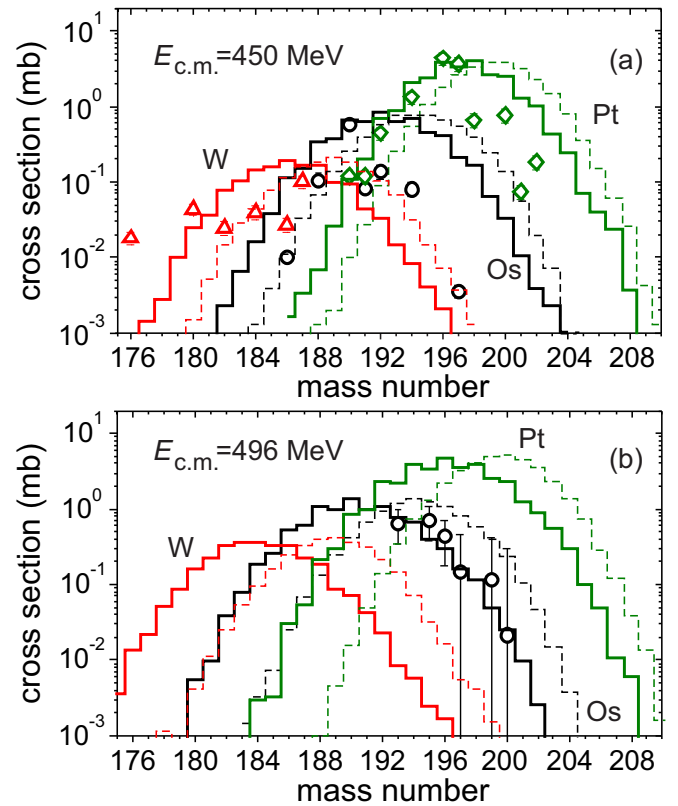 E_c.m.=450 MeV
(a)
W
Pt
Os
cross section (mb)
10^1
10^0
10^-1
10^-2
10^-3
176 180 184 188 192 196 200 204 208
mass number
E_c.m.=496 MeV
Pt
(b)
W
Os
cross section (mb)
10^1
10^0
10^-1
10^-2
10^-3
176 180 184 188 192 196 200 204 208
mass number